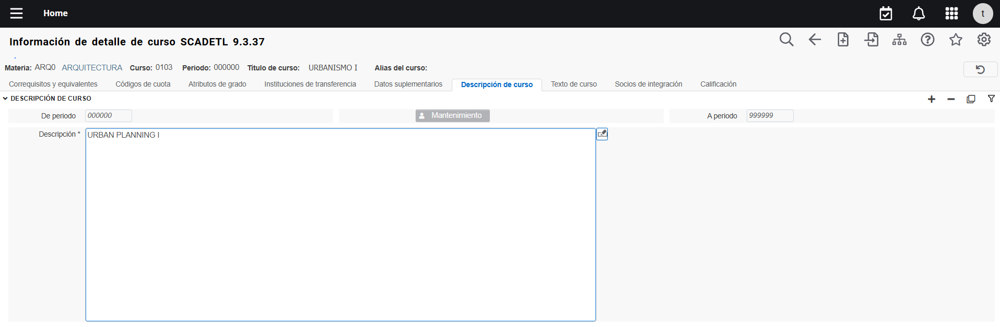 Home
t
Información de detalle de curso SCADETL 9.3.37
Materia: ARQ0 ARQUITECTURA Curso: 0103 Periodo: 000000 Título de curso: URBANISMO I Alias del curso:
Correquisitos y equivalentes Códigos de cuota Atributos de grado Instituciones de transferencia Datos suplementarios Descripción de curso Texto de curso Socios de integración Calificación
DESCRIPCIÓN DE CURSO
De periodo 000000 Mantenimiento A periodo 999999
Descripción * URBAN PLANNING I